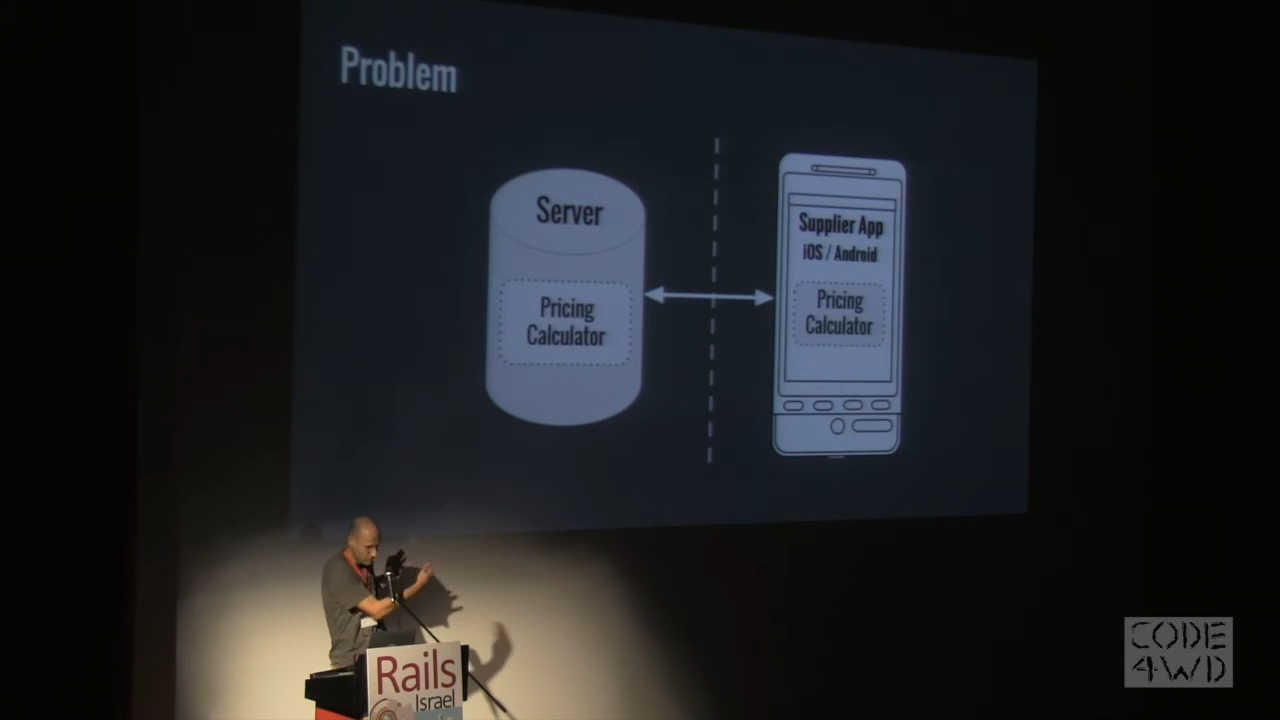 Problem
Server
Pricing
Calculator
Supplier App
iOS / Android
Pricing
Calculator
Rails
Israel
CODE
4WD